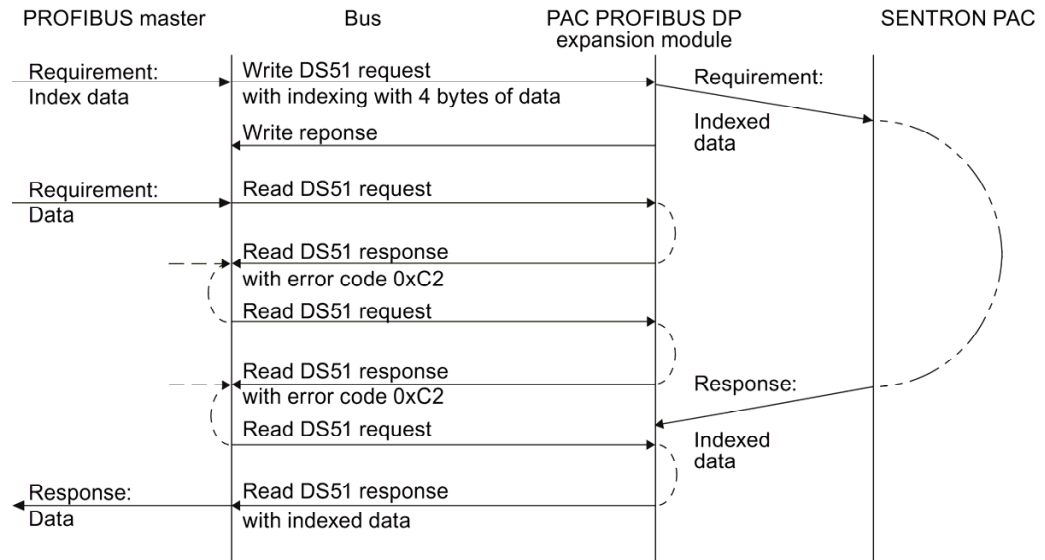 PROFIBUS master
Bus
PAC PROFIBUS DP
expansion module
SENTRON PAC
Requirement:
Index data
Write DS51 request
with indexing with 4 bytes of data
Requirement:
Indexed
data
Write reponse
Requirement:
Data
Read DS51 request
Read DS51 response
with error code 0xC2
Read DS51 request
Read DS51 response
with error code 0xC2
Response:
Indexed
data
Read DS51 request
Response:
Data
Read DS51 response
with indexed data